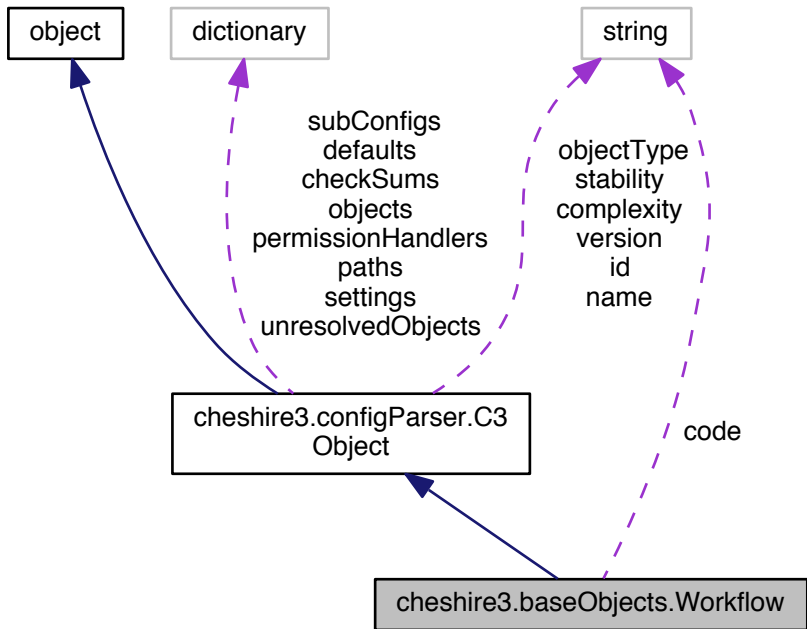 object
dictionary
string
subConfigs
defaults
checkSums
objects
permissionHandlers
paths
settings
unresolvedObjects
objectType
stability
complexity
version
id
name
cheshire3.configParser.C3
Object
code
cheshire3.baseObjects.Workflow